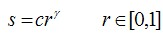 s = cr^γ    r ∈ [0,1]